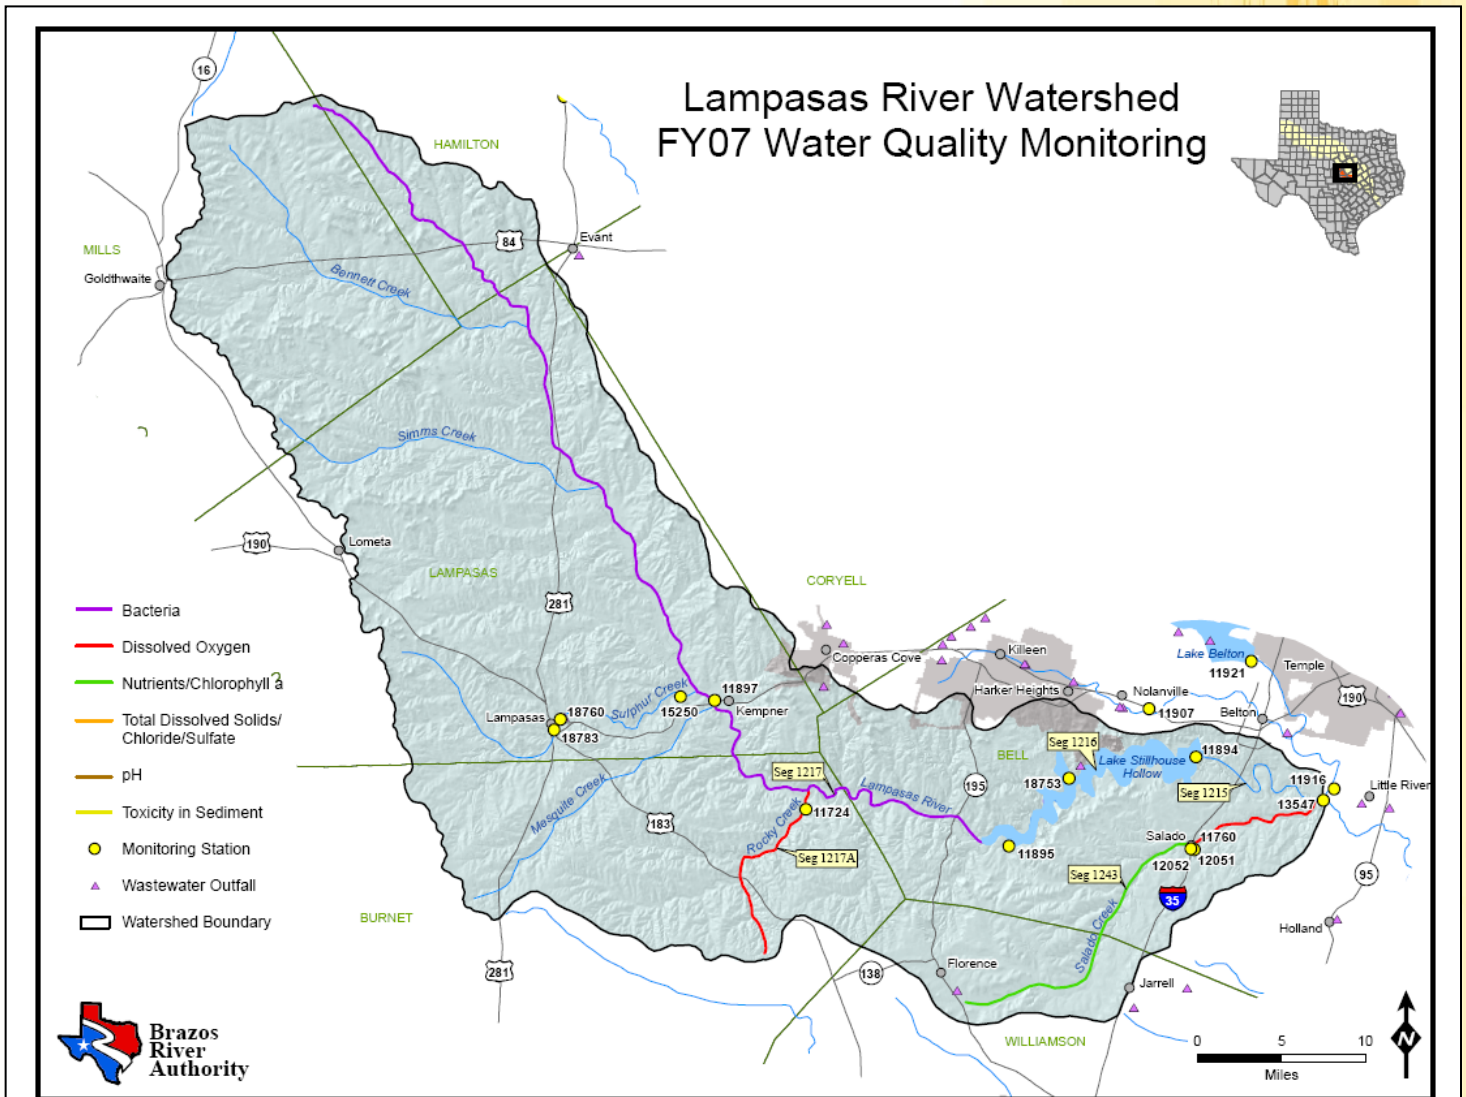 Lampasas River Watershed
FY07 Water Quality Monitoring
16
HAMILTON
84
Evant
MILLS
Goldthwaite
Bennett Creek
Simms Creek
190
Lometa
LAMPASAS
CORYELL
281
Bacteria
Dissolved Oxygen
Nutrients/Chlorophyll a
?
Total Dissolved Solids/
Chloride/Sulfate
pH
Toxicity in Sediment
Monitoring Station
Wastewater Outfall
Watershed Boundary
Copperas Cove
Killeen
Harker Heights
Nolanville
11907
Lake Belton
11921
Temple
190
Belton
Lampasas
18760
18783
Sulphur Creek
15250
11897
Kempner
Mesquite Creek
183
Seg 1217
Lampasas River
Rocky Creek
11724
Seg 1217A
195
BELL
Seg 1216
18753
Lake Stillhouse
Hollow
11894
Seg 1215
11916
13547
Little River
11895
Salado
11760
12051
12052
Seg 1243
Salado Creek
35
95
Holland
BURNET
281
138
Florence
Jarrell
WILLIAMSON
Brazos
River
Authority
0 5 10
Miles
N